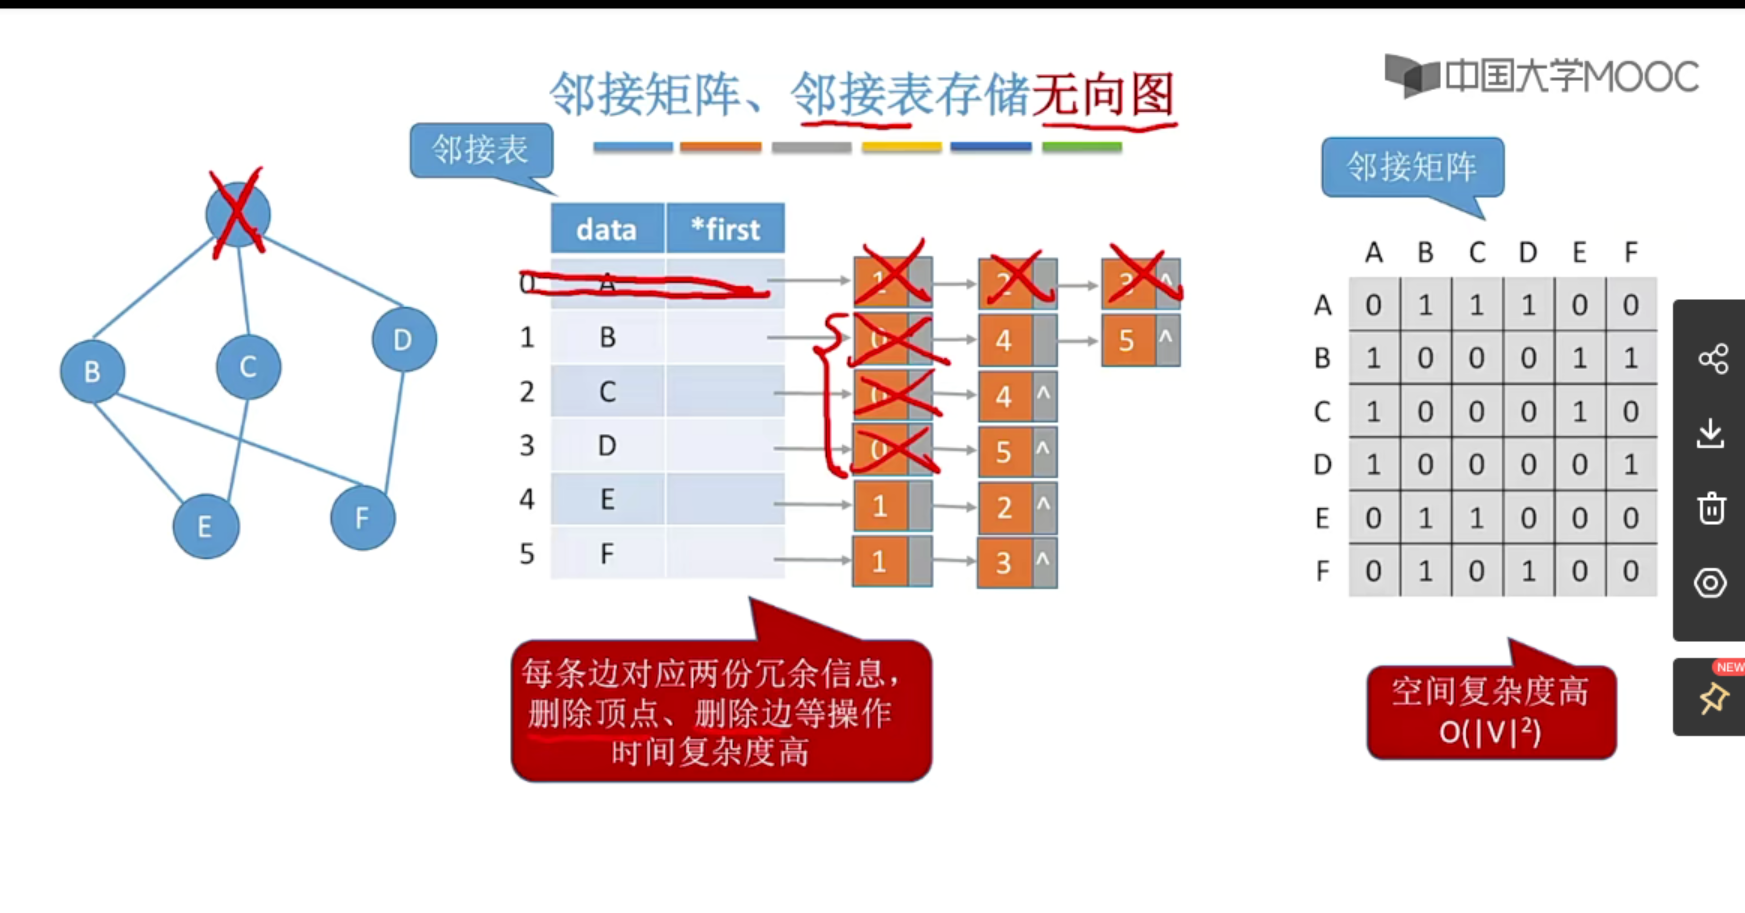 中国大学MOOC
邻接矩阵、邻接表存储无向图
邻接表
邻接矩阵
data *first
0 A 1 2 3 ^
1 B 0 4 5 ^
2 C 0 4 ^
3 D 0 5 ^
4 E 1 2 ^
5 F 1 3 ^
B
C
D
E
F
A B C D E F
A 0 1 1 1 0 0
B 1 0 0 0 1 1
C 1 0 0 0 1 0
D 1 0 0 0 0 1
E 0 1 1 0 0 0
F 0 1 0 1 0 0
每条边对应两份冗余信息，
删除顶点、删除边等操作
时间复杂度高
空间复杂度高
O(|V|²)
NEW